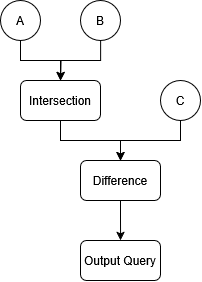 A
B
Intersection
C
Difference
Output Query